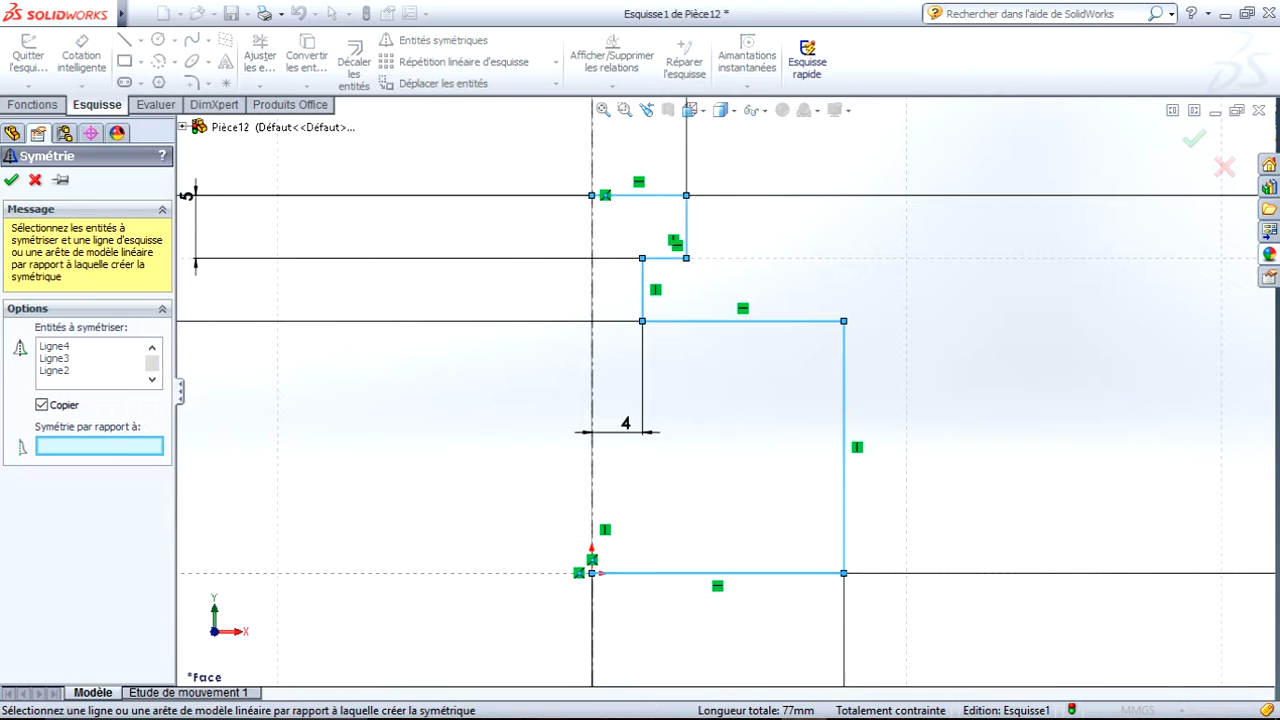 SOLIDWORKS
Esquisse1 de Pièce12 *
Rechercher dans l'aide de SolidWorks
Quitter l'esqui...
Cotation intelligente
Ajuster les e...
Convertir les ent...
Décaler les entités
Entités symétriques
Répétition linéaire d'esquisse
Déplacer les entités
Afficher/Supprimer les relations
Réparer l'esquisse
Amantations instantanées
Esquisse rapide
Fonctions
Esquisse
Evaluer
DimXpert
Produits Office
Pièce12 (Défaut<<Défaut>...
Symétrie
?
Message
Sélectionnez les entités à
symétriser et une ligne d'esquisse
ou une arête de modèle linéaire
par rapport à laquelle créer la
symétrique
Options
Entités à symétriser:
Ligne4
Ligne3
Ligne2
Copier
Symétrie par rapport à:
5
4
Y
X
*Face
Modèle
Etude de mouvement 1
Sélectionnez une ligne ou une arête de modèle linéaire par rapport à laquelle créer la symétrique
Longueur totale: 77mm
Totalement contrainte
Edition: Esquisse1
MMGS